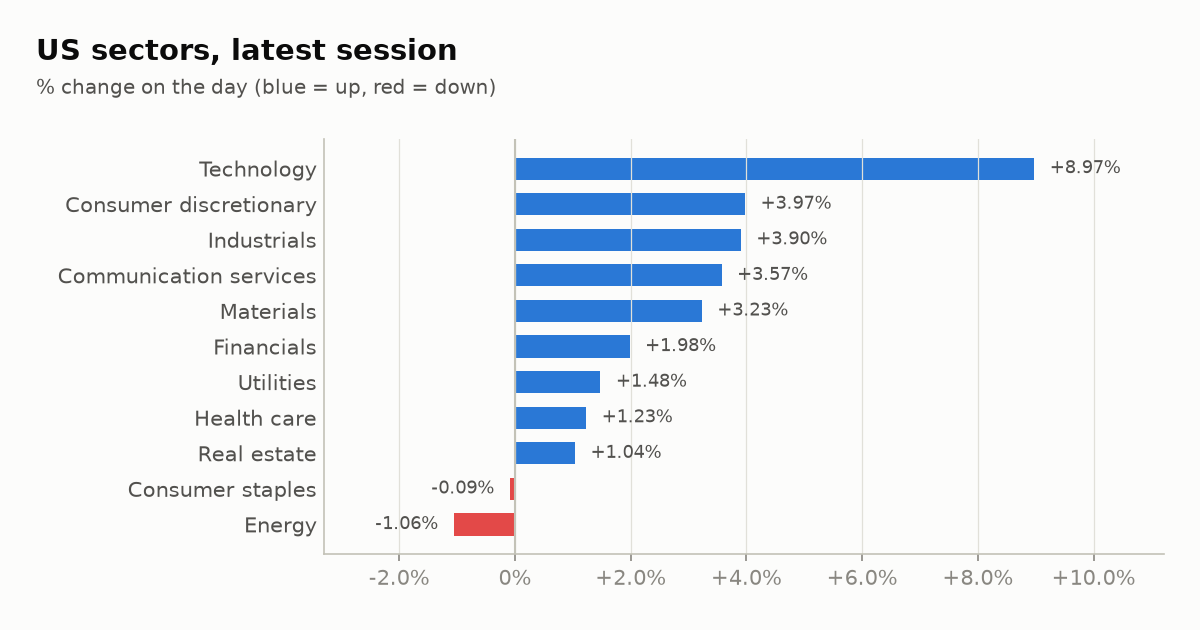 US sectors, latest session
% change on the day (blue = up, red = down)
Technology +8.97%
Consumer discretionary +3.97%
Industrials +3.90%
Communication services +3.57%
Materials +3.23%
Financials +1.98%
Utilities +1.48%
Health care +1.23%
Real estate +1.04%
Consumer staples -0.09%
Energy -1.06%
-2.0% 0% +2.0% +4.0% +6.0% +8.0% +10.0%